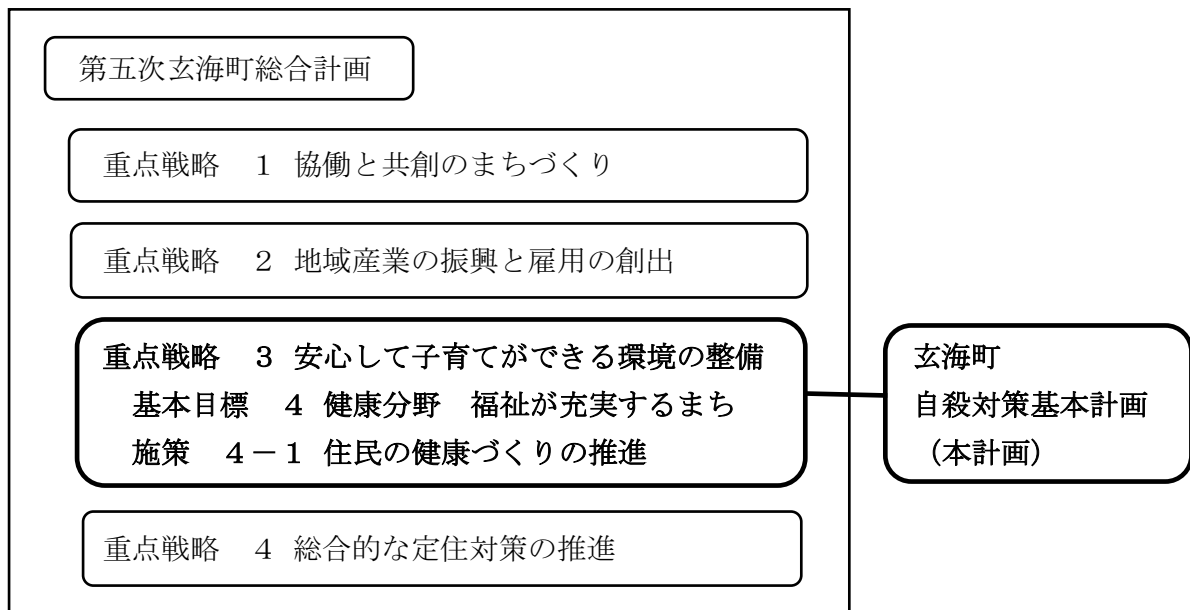 第五次玄海町総合計画
重点戦略　１ 協働と共創のまちづくり
重点戦略　２ 地域産業の振興と雇用の創出
重点戦略　３ 安心して子育てができる環境の整備
基本目標　４ 健康分野　福祉が充実するまち
施策　４－１ 住民の健康づくりの推進
玄海町
自殺対策基本計画
（本計画）
重点戦略　４ 総合的な定住対策の推進